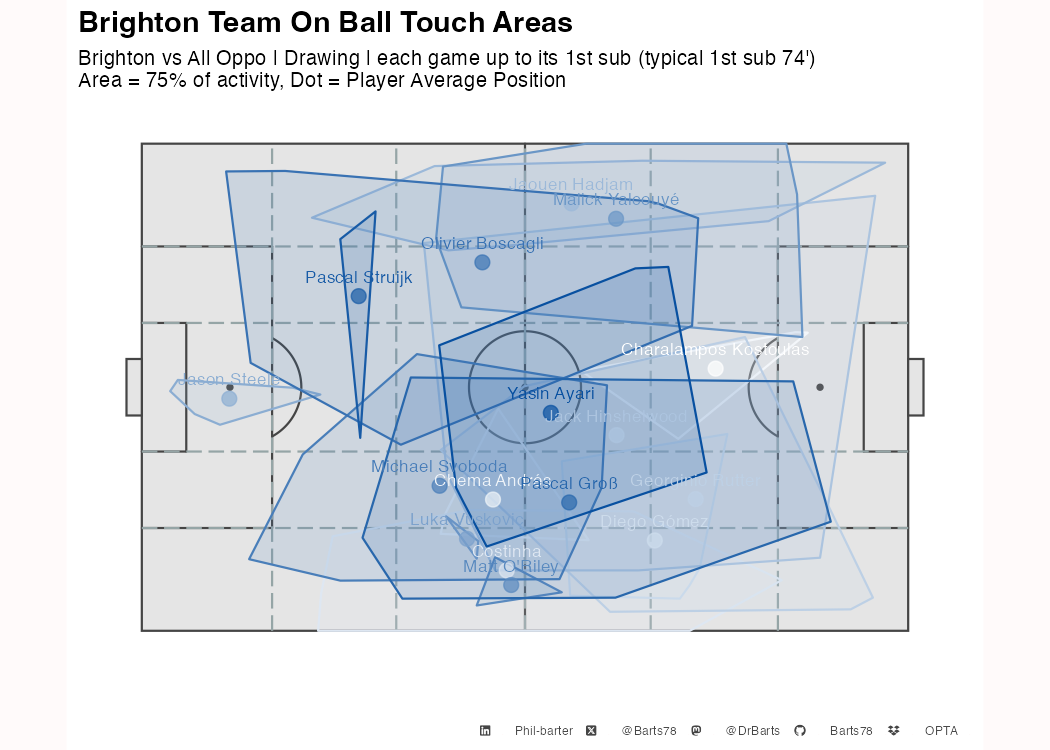 Brighton Team On Ball Touch Areas
Brighton vs All Oppo | Drawing | each game up to its 1st sub (typical 1st sub 74')
Area = 75% of activity, Dot = Player Average Position
Jaouen Hadjam
Malick Yalcouyé
Olivier Boscagli
Pascal Struijk
Charalampos Kostoulas
Jason Steele
Yasin Ayari
Jack Hinshelwood
Michael Svoboda
Chema Andrés
Pascal Groß
Luka Vuskovic
Diego Gómez
Costinha
Matt O'Riley
Phil-barter
@Barts78
@DrBarts
Barts78
OPTA